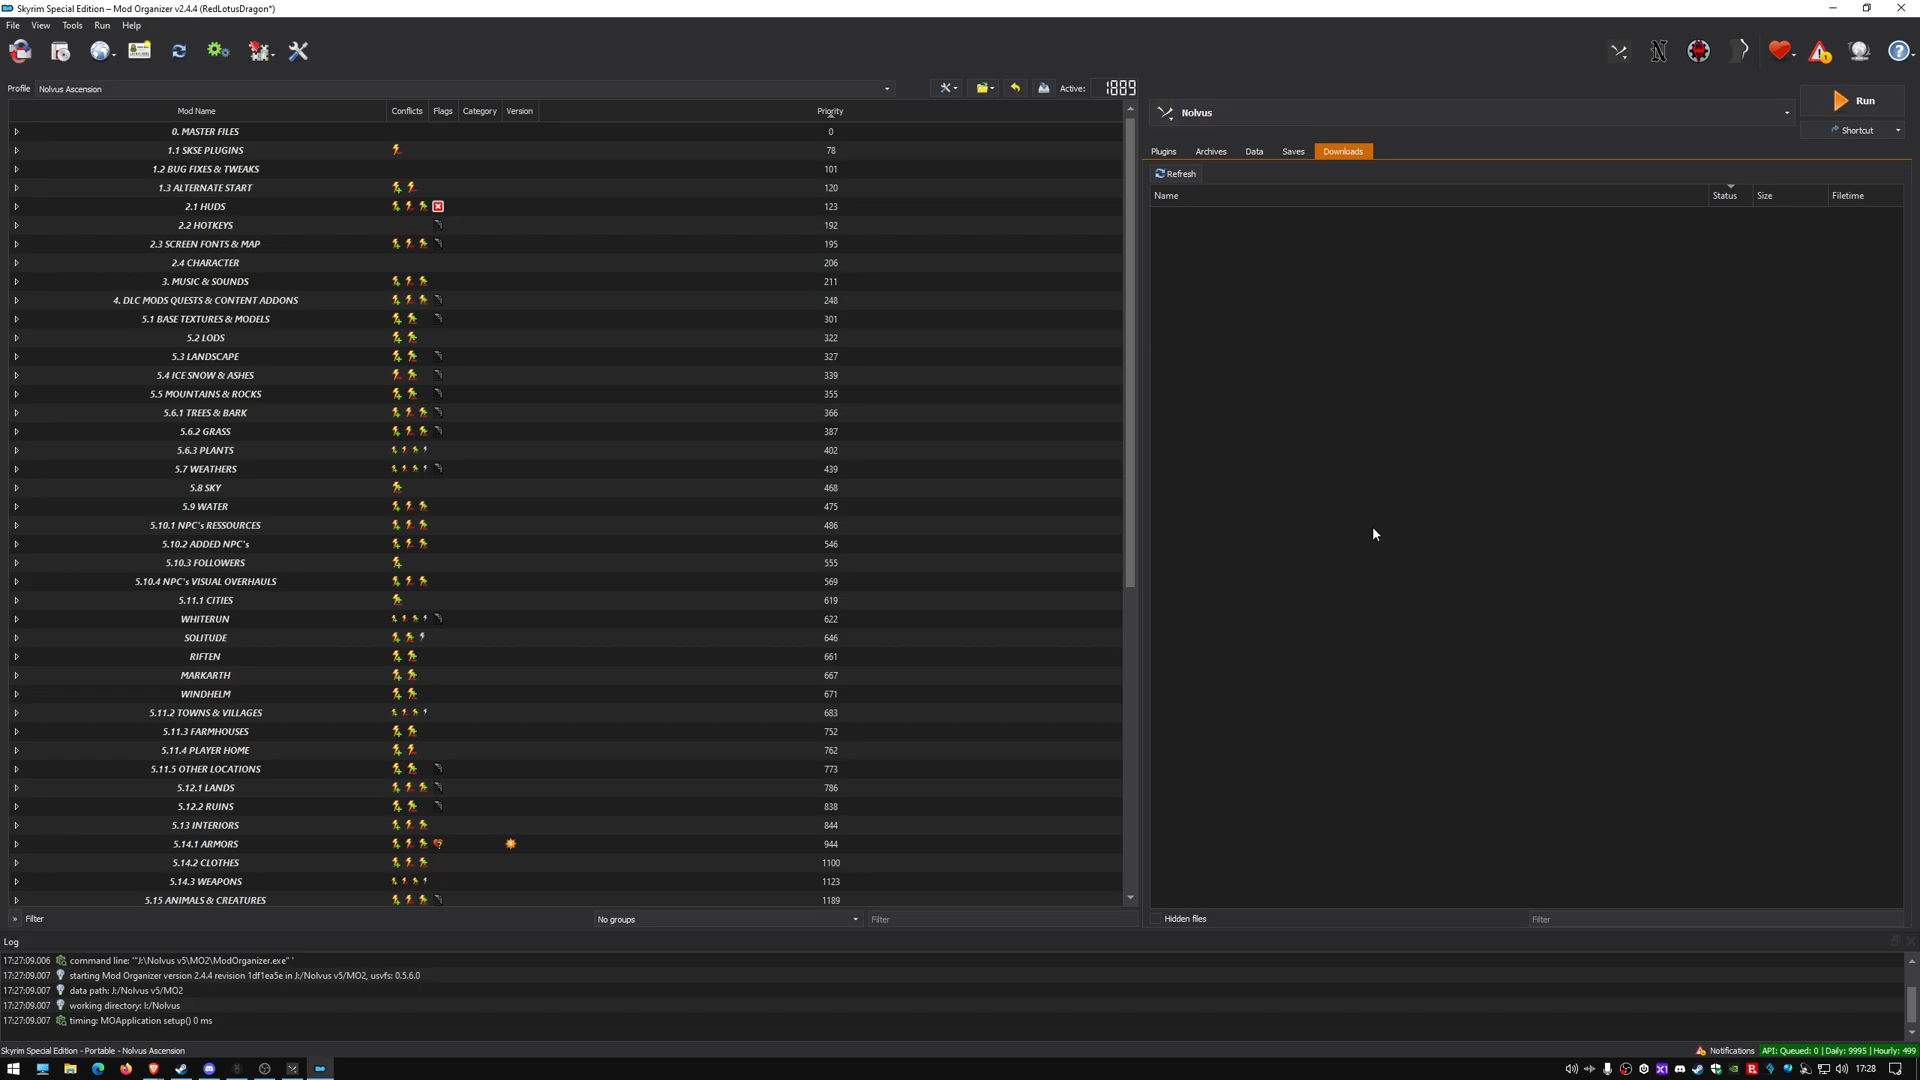 Skyrim Special Edition – Mod Organizer v2.4.4 (RedLotusDragon*)
File View Tools Run Help
Profile Nolvus Ascension Active: 1889
Mod Name Conflicts Flags Category Version Priority
0. MASTER FILES 0
1.1 SKSE PLUGINS 78
1.2 BUG FIXES & TWEAKS 101
1.3 ALTERNATE START 120
2.1 HUDS 123
2.2 HOTKEYS 192
2.3 SCREEN FONTS & MAP 195
2.4 CHARACTER 206
3. MUSIC & SOUNDS 211
4. DLC MODS QUESTS & CONTENT ADDONS 248
5.1 BASE TEXTURES & MODELS 301
5.2 LODS 322
5.3 LANDSCAPE 327
5.4 ICE SNOW & ASHES 339
5.5 MOUNTAINS & ROCKS 355
5.6.1 TREES & BARK 366
5.6.2 GRASS 387
5.6.3 PLANTS 402
5.7 WEATHERS 439
5.8 SKY 468
5.9 WATER 475
5.10.1 NPC's RESSOURCES 486
5.10.2 ADDED NPC's 546
5.10.3 FOLLOWERS 555
5.10.4 NPC's VISUAL OVERHAULS 569
5.11.1 CITIES 619
WHITERUN 622
SOLITUDE 646
RIFTEN 661
MARKARTH 667
WINDHELM 671
5.11.2 TOWNS & VILLAGES 683
5.11.3 FARMHOUSES 752
5.11.4 PLAYER HOME 762
5.11.5 OTHER LOCATIONS 773
5.12.1 LANDS 786
5.12.2 RUINS 838
5.13 INTERIORS 844
5.14.1 ARMORS 944
5.14.2 CLOTHES 1100
5.14.3 WEAPONS 1123
5.15 ANIMALS & CREATURES 1189
» Filter No groups Filter
Nolvus
Run
Shortcut
Plugins Archives Data Saves Downloads
Refresh
Name Status Size Filetime
Hidden files Filter
Log
17:27:09.006 command line: '"J:\Nolvus v5\MO2\ModOrganizer.exe" '
17:27:09.007 starting Mod Organizer version 2.4.4 revision 1df1ea5e in J:/Nolvus v5/MO2, usvfs: 0.5.6.0
17:27:09.007 data path: J:/Nolvus v5/MO2
17:27:09.007 working directory: I:/Nolvus
17:27:09.007 timing: MOApplication setup() 0 ms
Skyrim Special Edition - Portable - Nolvus Ascension Notifications API: Queued: 0 | Daily: 9995 | Hourly: 499
17:28